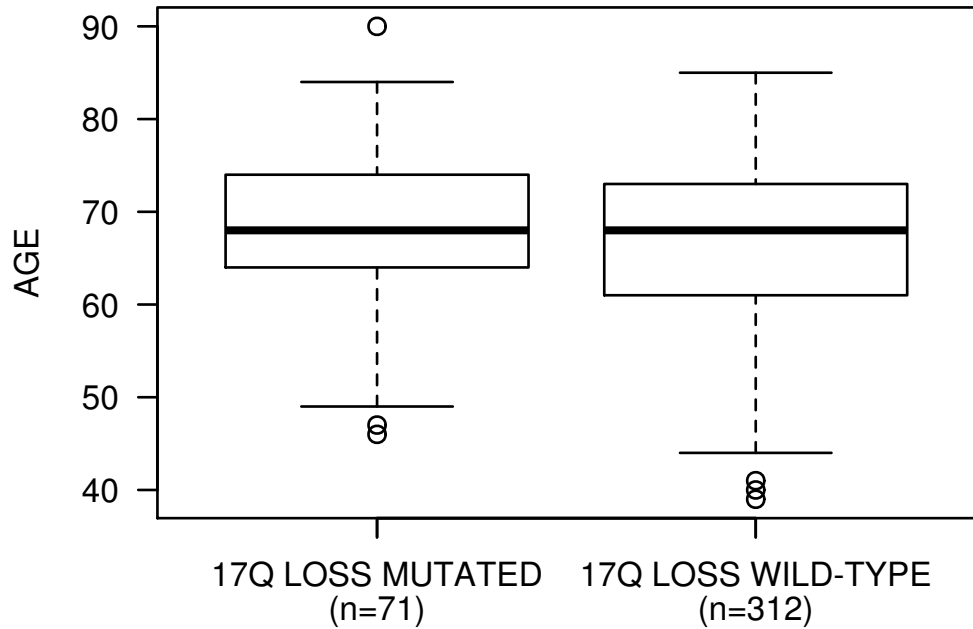 AGE
90
80
70
60
50
40
17Q LOSS MUTATED
(n=71)
17Q LOSS WILD-TYPE
(n=312)